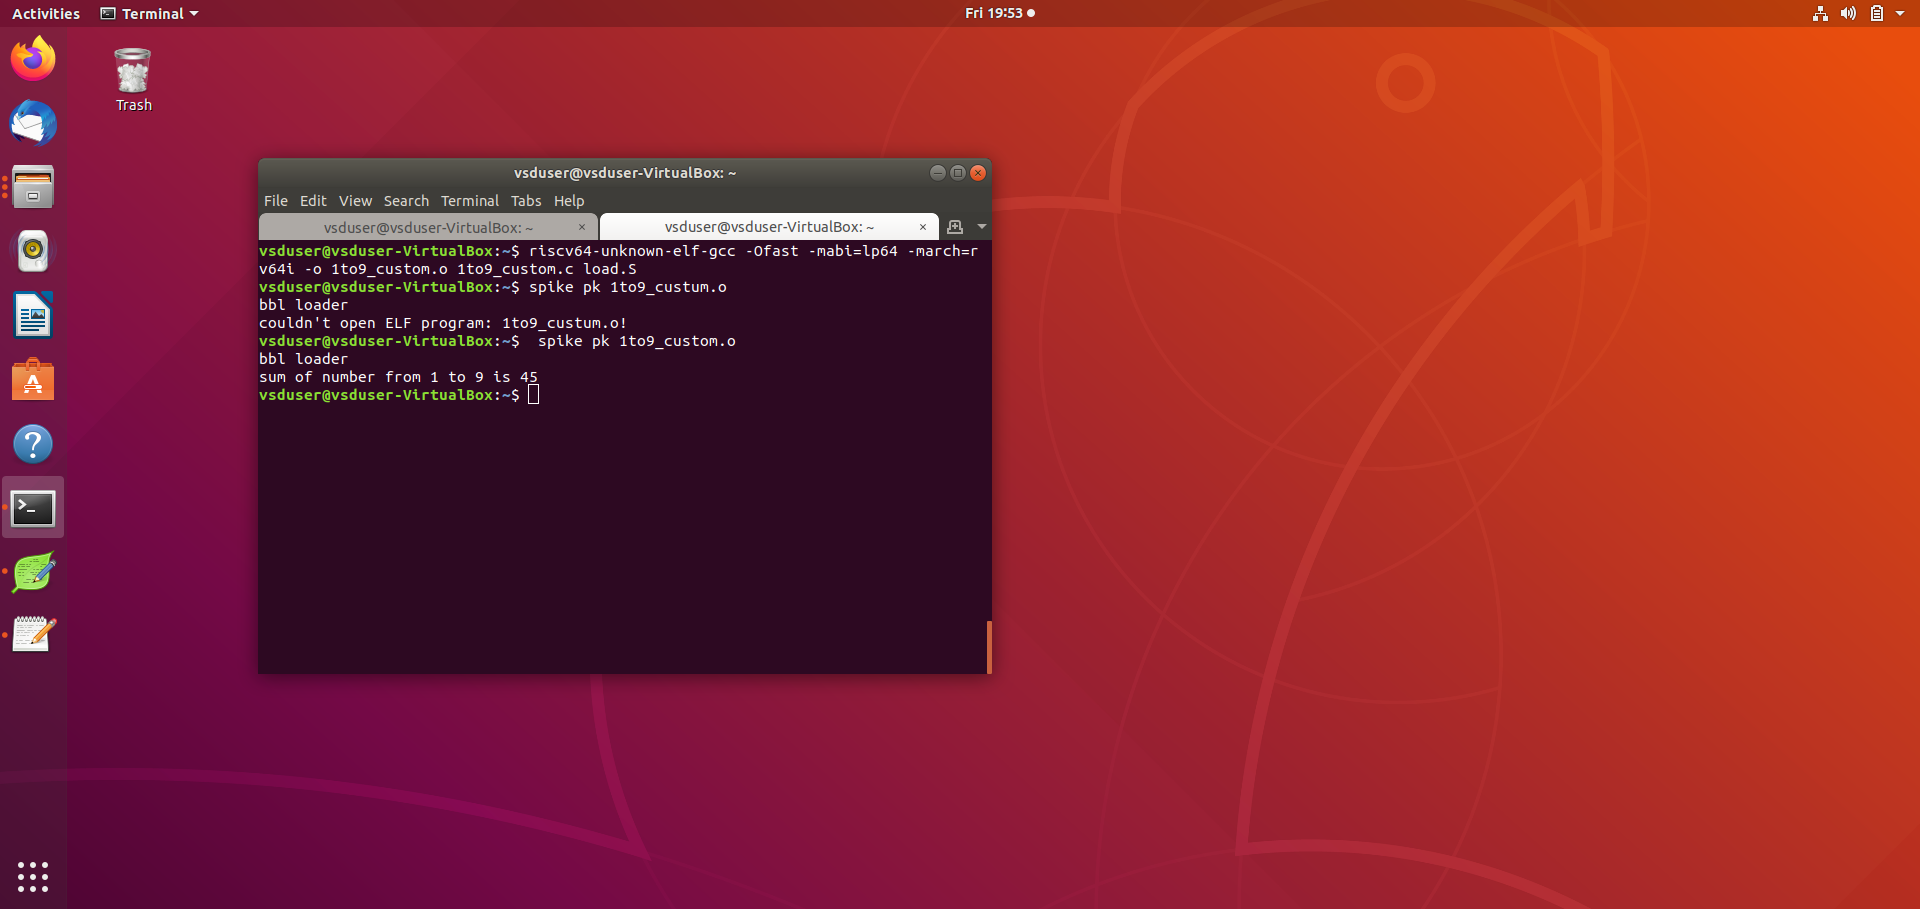 Activities Terminal Fri 19:53
Trash
vsduser@vsduser-VirtualBox: ~
File Edit View Search Terminal Tabs Help
vsduser@vsduser-VirtualBox: ~ × vsduser@vsduser-VirtualBox: ~ ×
vsduser@vsduser-VirtualBox:~$ riscv64-unknown-elf-gcc -Ofast -mabi=lp64 -march=r
v64i -o 1to9_custom.o 1to9_custom.c load.S
vsduser@vsduser-VirtualBox:~$ spike pk 1to9_custum.o
bbl loader
couldn't open ELF program: 1to9_custum.o!
vsduser@vsduser-VirtualBox:~$  spike pk 1to9_custom.o
bbl loader
sum of number from 1 to 9 is 45
vsduser@vsduser-VirtualBox:~$